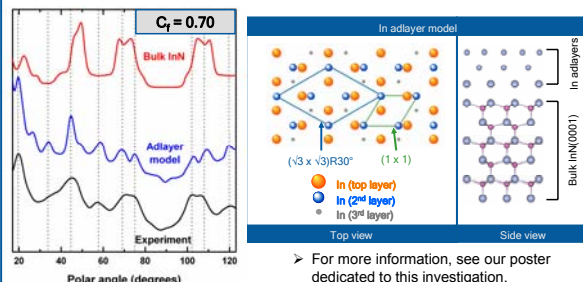 C_f = 0.70
Bulk InN
Adlayer
model
Experiment
20 40 60 80 100 120
Polar angle (degrees)
In adlayer model
(√3 x √3)R30°
(1 x 1)
In (top layer)
In (2nd layer)
In (3rd layer)
Top view
In adlayers
Bulk InN(0001)
Side view
➢ For more information, see our poster
dedicated to this investigation.